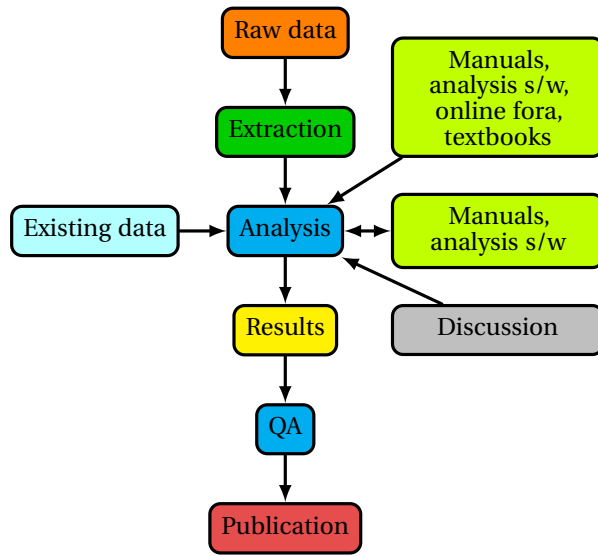 Raw data
Manuals,
analysis s/w,
online fora,
textbooks
Extraction
Existing data
Analysis
Manuals,
analysis s/w
Results
Discussion
QA
Publication